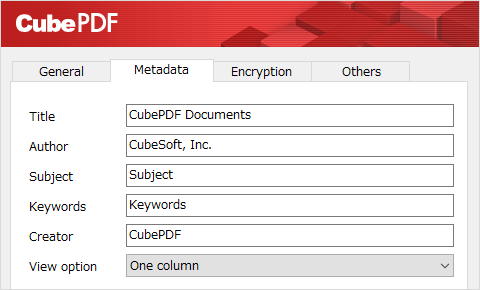 CubePDF
General Metadata Encryption Others
Title CubePDF Documents
Author CubeSoft, Inc.
Subject Subject
Keywords Keywords
Creator CubePDF
View option One column